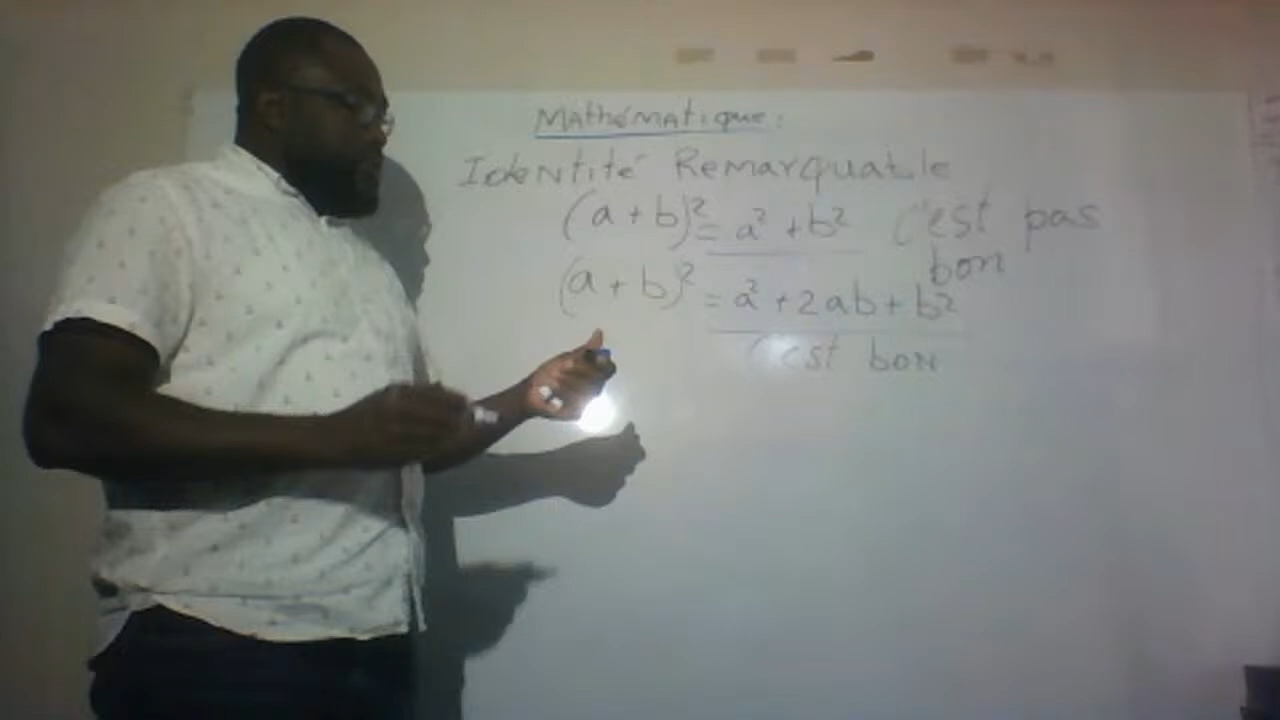 Mathématique:
Identité Remarquable
(a + b)² = a² + b² c'est pas bon
(a + b)² = a² + 2ab + b²
C'est bon